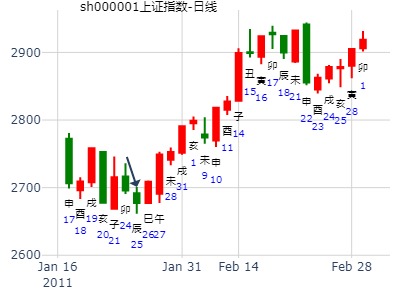 sh000001上证指数-日线
2900
2800
2700
2600
申
17
酉
18
戌
19
亥
20
子
21
卯
24
辰
25
巳
26
午
27
未
28
戌
31
亥
1
未
9
申
10
酉
11
子
14
丑
15
寅
16
卯
17
辰
18
未
21
申
22
酉
23
戌
24
亥
25
寅
28
卯
1
Jan 16
2011
Jan 31
Feb 14
Feb 28